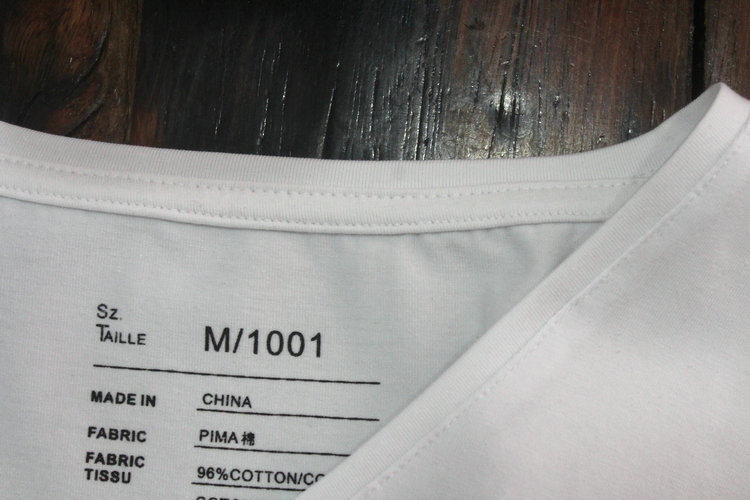 Sz.
TAILLE M/1001
MADE IN CHINA
FABRIC PIMA棉
FABRIC
TISSU 96%COTTON/CO